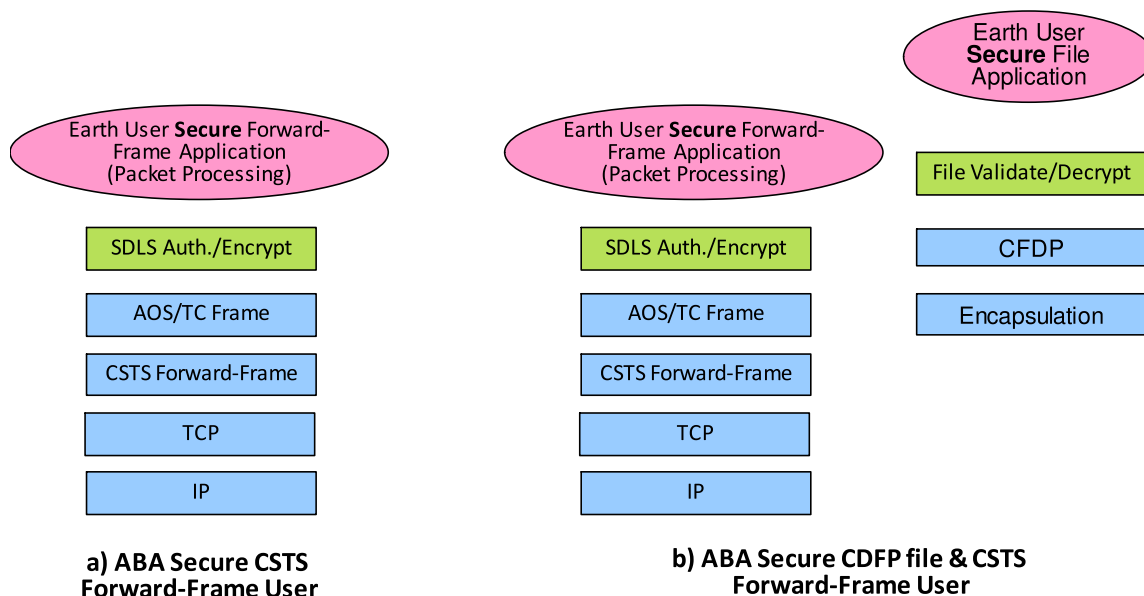 Earth User Secure Forward-
Frame Application
(Packet Processing)
SDLS Auth./Encrypt
AOS/TC Frame
CSTS Forward-Frame
TCP
IP
a) ABA Secure CSTS
Forward-Frame User
Earth User Secure Forward-
Frame Application
(Packet Processing)
SDLS Auth./Encrypt
AOS/TC Frame
CSTS Forward-Frame
TCP
IP
Earth User
Secure File
Application
File Validate/Decrypt
CFDP
Encapsulation
b) ABA Secure CDFP file & CSTS
Forward-Frame User